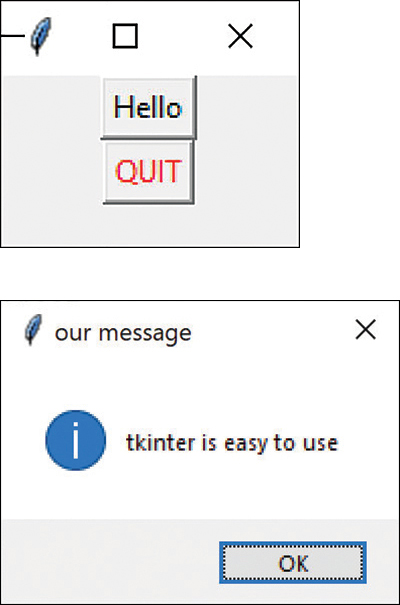 Hello
QUIT
our message
tkinter is easy to use
OK